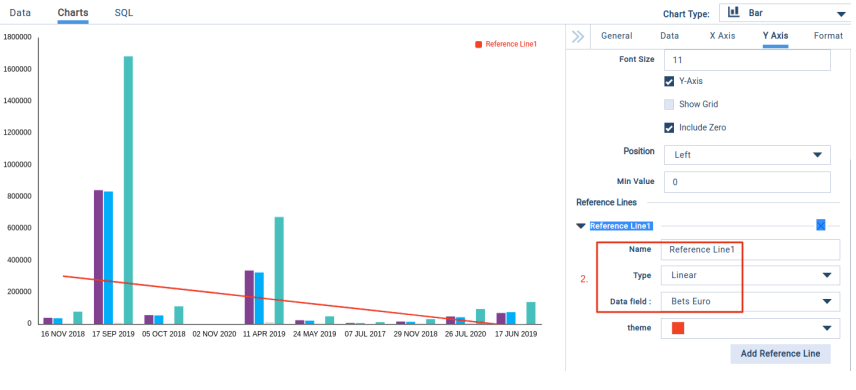 Data Charts SQL Chart Type: Bar
General Data X Axis Y Axis Format
1800000
1600000
1400000
1200000
1000000
800000
600000
400000
200000
0
Reference Line1
16 NOV 2018 17 SEP 2019 05 OCT 2018 02 NOV 2020 11 APR 2019 24 MAY 2019 07 JUL 2017 29 NOV 2018 26 JUL 2020 17 JUN 2019
Font Size 11
Y-Axis
Show Grid
Include Zero
Position Left
Min Value 0
Reference Lines
Reference Line1
Name Reference Line1
2. Type Linear
Data field : Bets Euro
theme
Add Reference Line